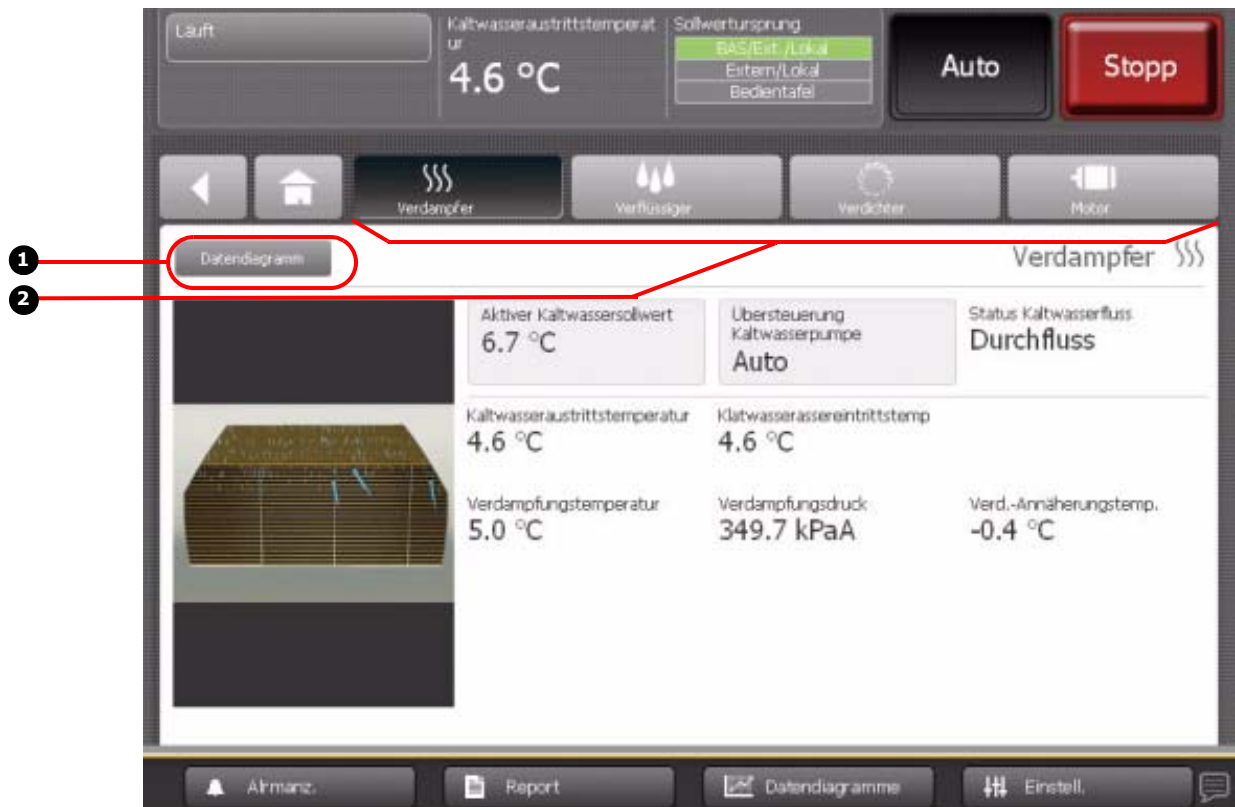 Läuft
Kaltwasseraustrittstemperat
ur
4.6 °C
Sollwertursprung
BAS/Ext./Lokal
Extern/Lokal
Bedientafel
Auto
Stopp
Verdampfer
Verflüssiger
Verdichter
Motor
1
Datendiagramm
Verdampfer
2
Aktiver Kaltwassersollwert
6.7 °C
Übersteuerung
Kaltwasserpumpe
Auto
Status Kaltwasserfluss
Durchfluss
Kaltwasseraustrittstemperatur
4.6 °C
Klatwasserassereintrittstemp
4.6 °C
Verdampfungstemperatur
5.0 °C
Verdampfungsdruck
349.7 kPaA
Verd.-Annäherungstemp.
-0.4 °C
Alrmanz.
Report
Datendiagramme
Einstell.